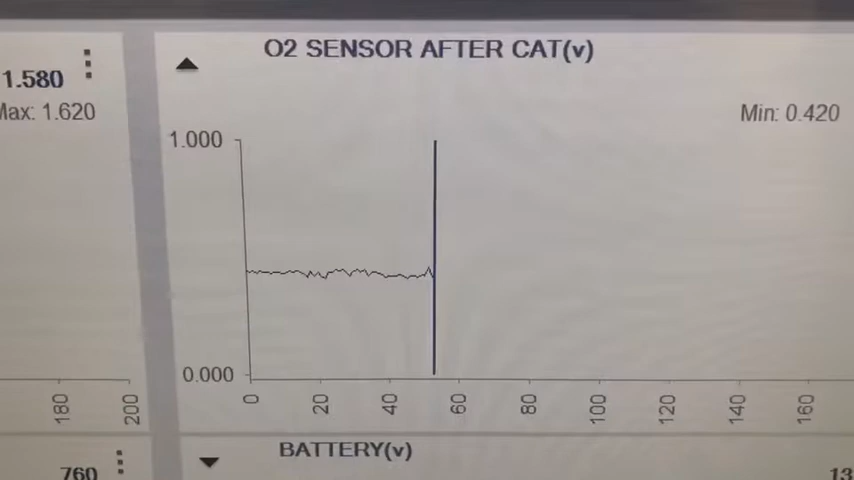 1.580
Max: 1.620
O2 SENSOR AFTER CAT(v)
Min: 0.420
1.000
0.000
180 200
0 20 40 60 80 100 120 140 160
760
BATTERY(v)
13